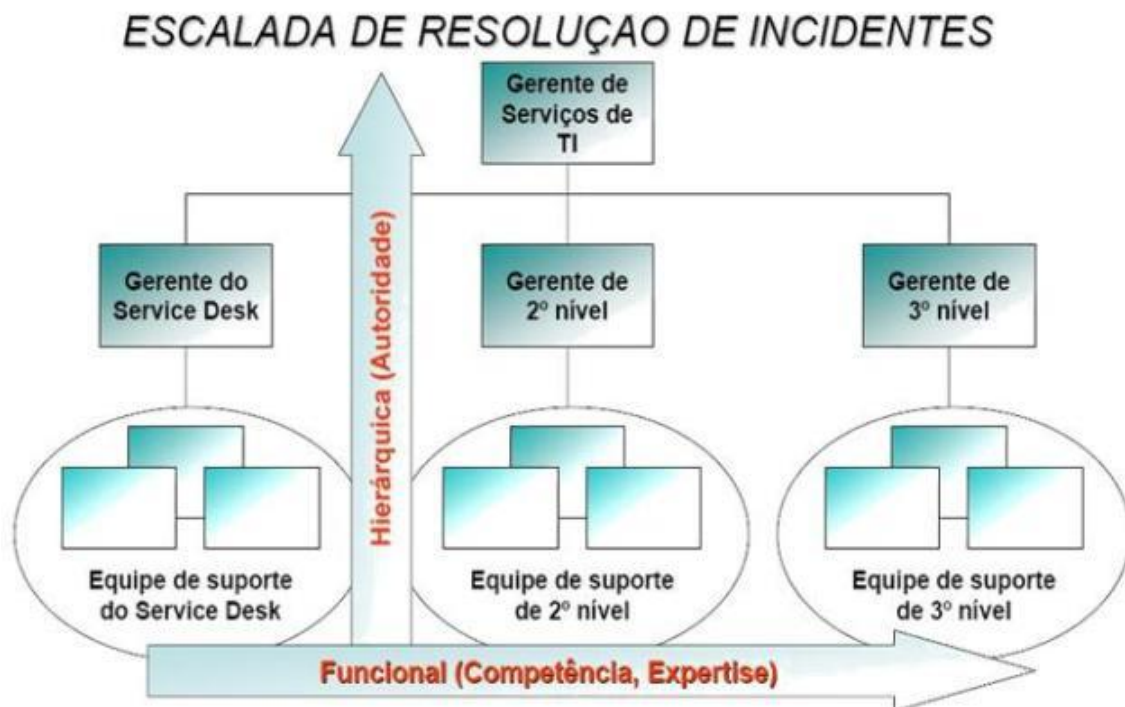 ESCALADA DE RESOLUÇAO DE INCIDENTES
Gerente de
Serviços de
TI
Gerente do
Service Desk
Gerente de
2º nível
Gerente de
3º nível
Hierárquica (Autoridade)
Equipe de suporte
do Service Desk
Equipe de suporte
de 2º nível
Equipe de suporte
de 3º nível
Funcional (Competência, Expertise)